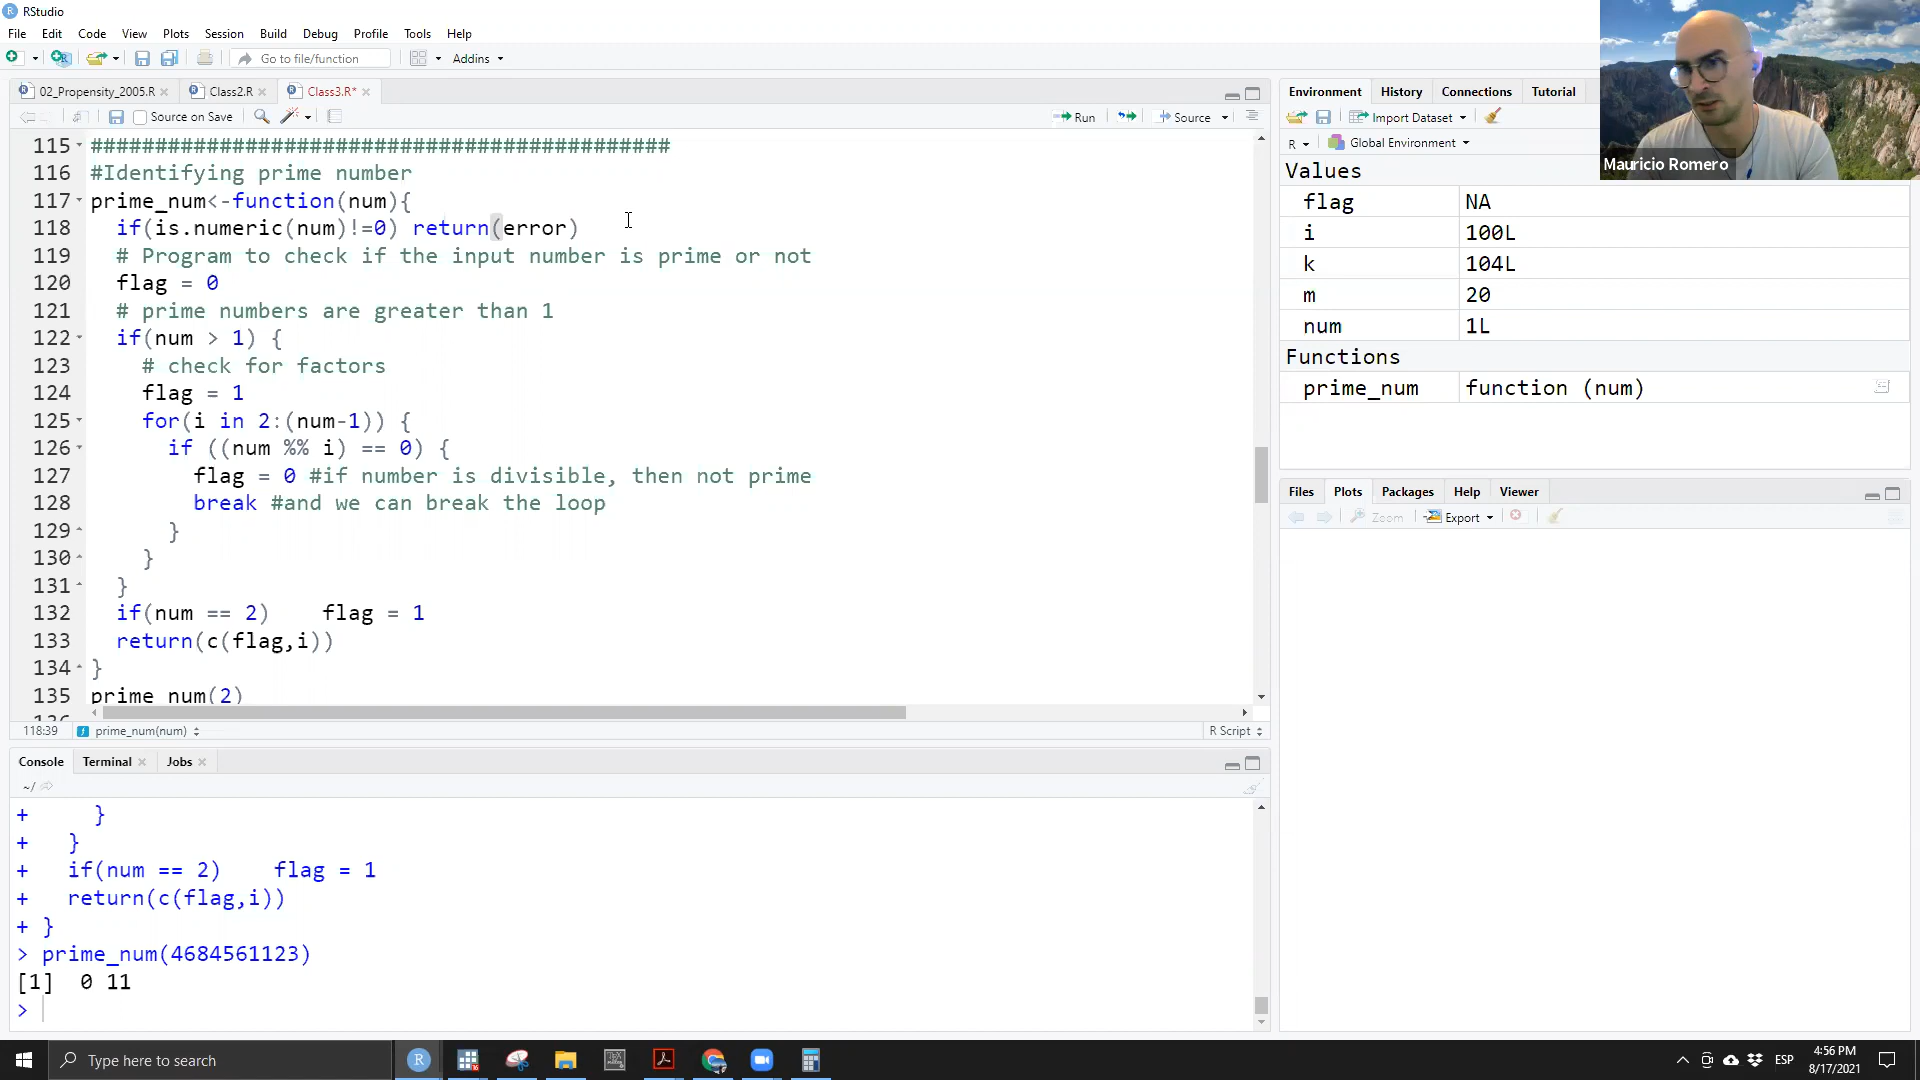 RStudio
File Edit Code View Plots Session Build Debug Profile Tools Help
Go to file/function Addins
02_Propensity_2005.R Class2.R Class3.R*
Source on Save Run Source
115 #############################################
116 #Identifying prime number
117 prime_num<-function(num){
118 if(is.numeric(num)!=0) return(error)
119 # Program to check if the input number is prime or not
120 flag = 0
121 # prime numbers are greater than 1
122 if(num > 1) {
123 # check for factors
124 flag = 1
125 for(i in 2:(num-1)) {
126 if ((num %% i) == 0) {
127 flag = 0 #if number is divisible, then not prime
128 break #and we can break the loop
129 }
130 }
131 }
132 if(num == 2)    flag = 1
133 return(c(flag,i))
134 }
135 prime_num(2)
118:39 prime_num(num) R Script
Console Terminal Jobs
~/
+ }
+ }
+ if(num == 2)    flag = 1
+ return(c(flag,i))
+ }
> prime_num(4684561123)
[1] 0 11
>
Environment History Connections Tutorial
Import Dataset
R Global Environment
Values
flag NA
i 100L
k 104L
m 20
num 1L
Functions
prime_num function (num)
Files Plots Packages Help Viewer
Zoom Export
Mauricio Romero
Type here to search
ESP
4:56 PM
8/17/2021